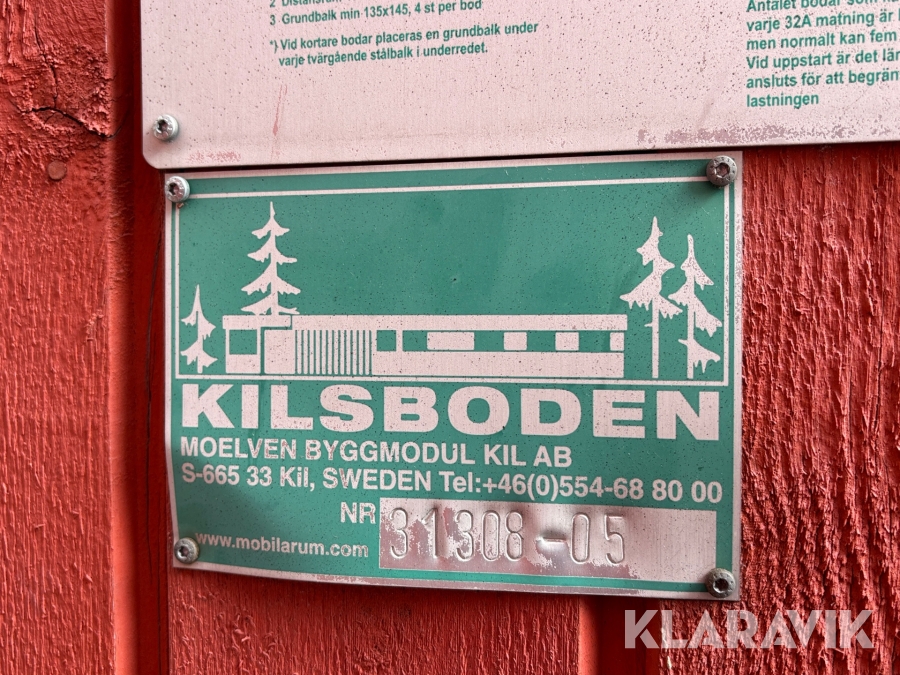 3 Grundbalk min 135x145, 4 st per bod
*) Vid kortare bodar placeras en grundbalk under
varje tvärgående stålbalk i underredet.
varje 32A matning är
men normalt kan fem
Vid uppstart är det
ansluts för att
lastningen
KILSBODEN
MOELVEN BYGGMODUL KIL AB
S-665 33 Kil, SWEDEN Tel:+46(0)554-68 80 00
NR 31308-05
www.mobilarum.com
KLARAVIK